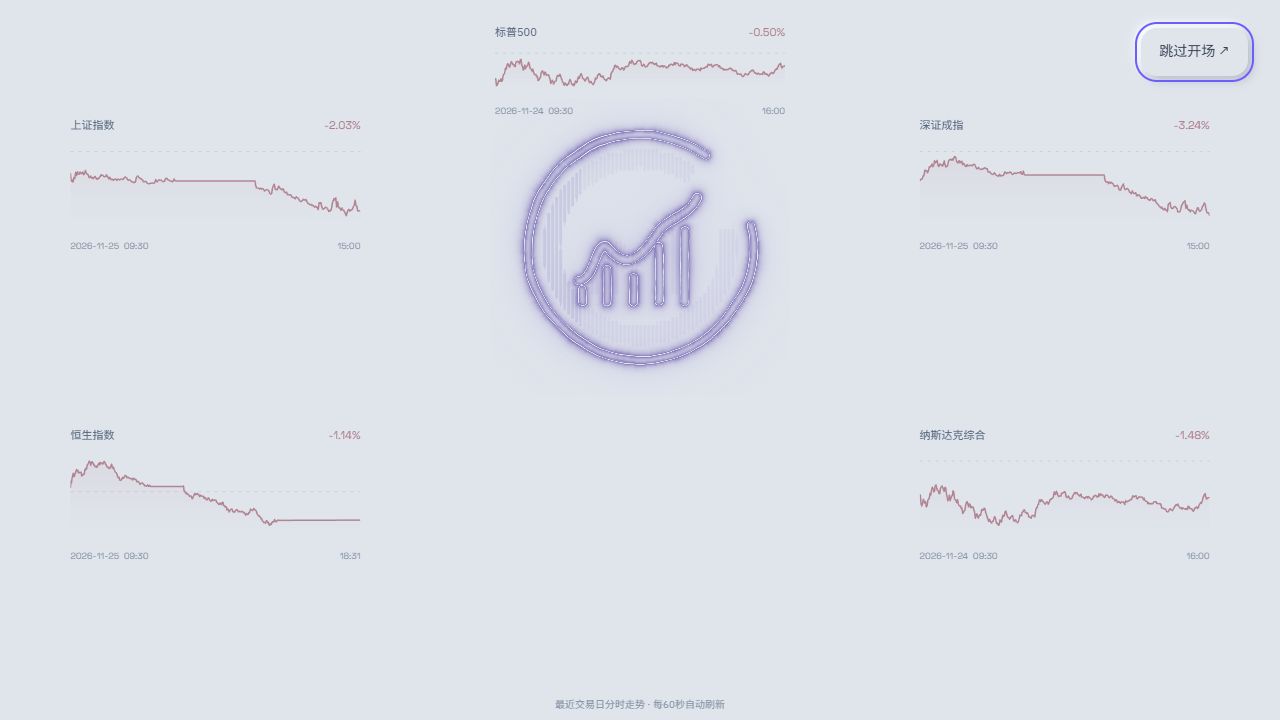 标普500 -0.50%
2026-11-24 09:30 16:00
跳过开场 ↗
上证指数 -2.03%
2026-11-25 09:30 15:00
深证成指 -3.24%
2026-11-25 09:30 15:00
恒生指数 -1.14%
2026-11-25 09:30 18:31
纳斯达克综合 -1.48%
2026-11-24 09:30 16:00
最近交易日分时走势 · 每60秒自动刷新